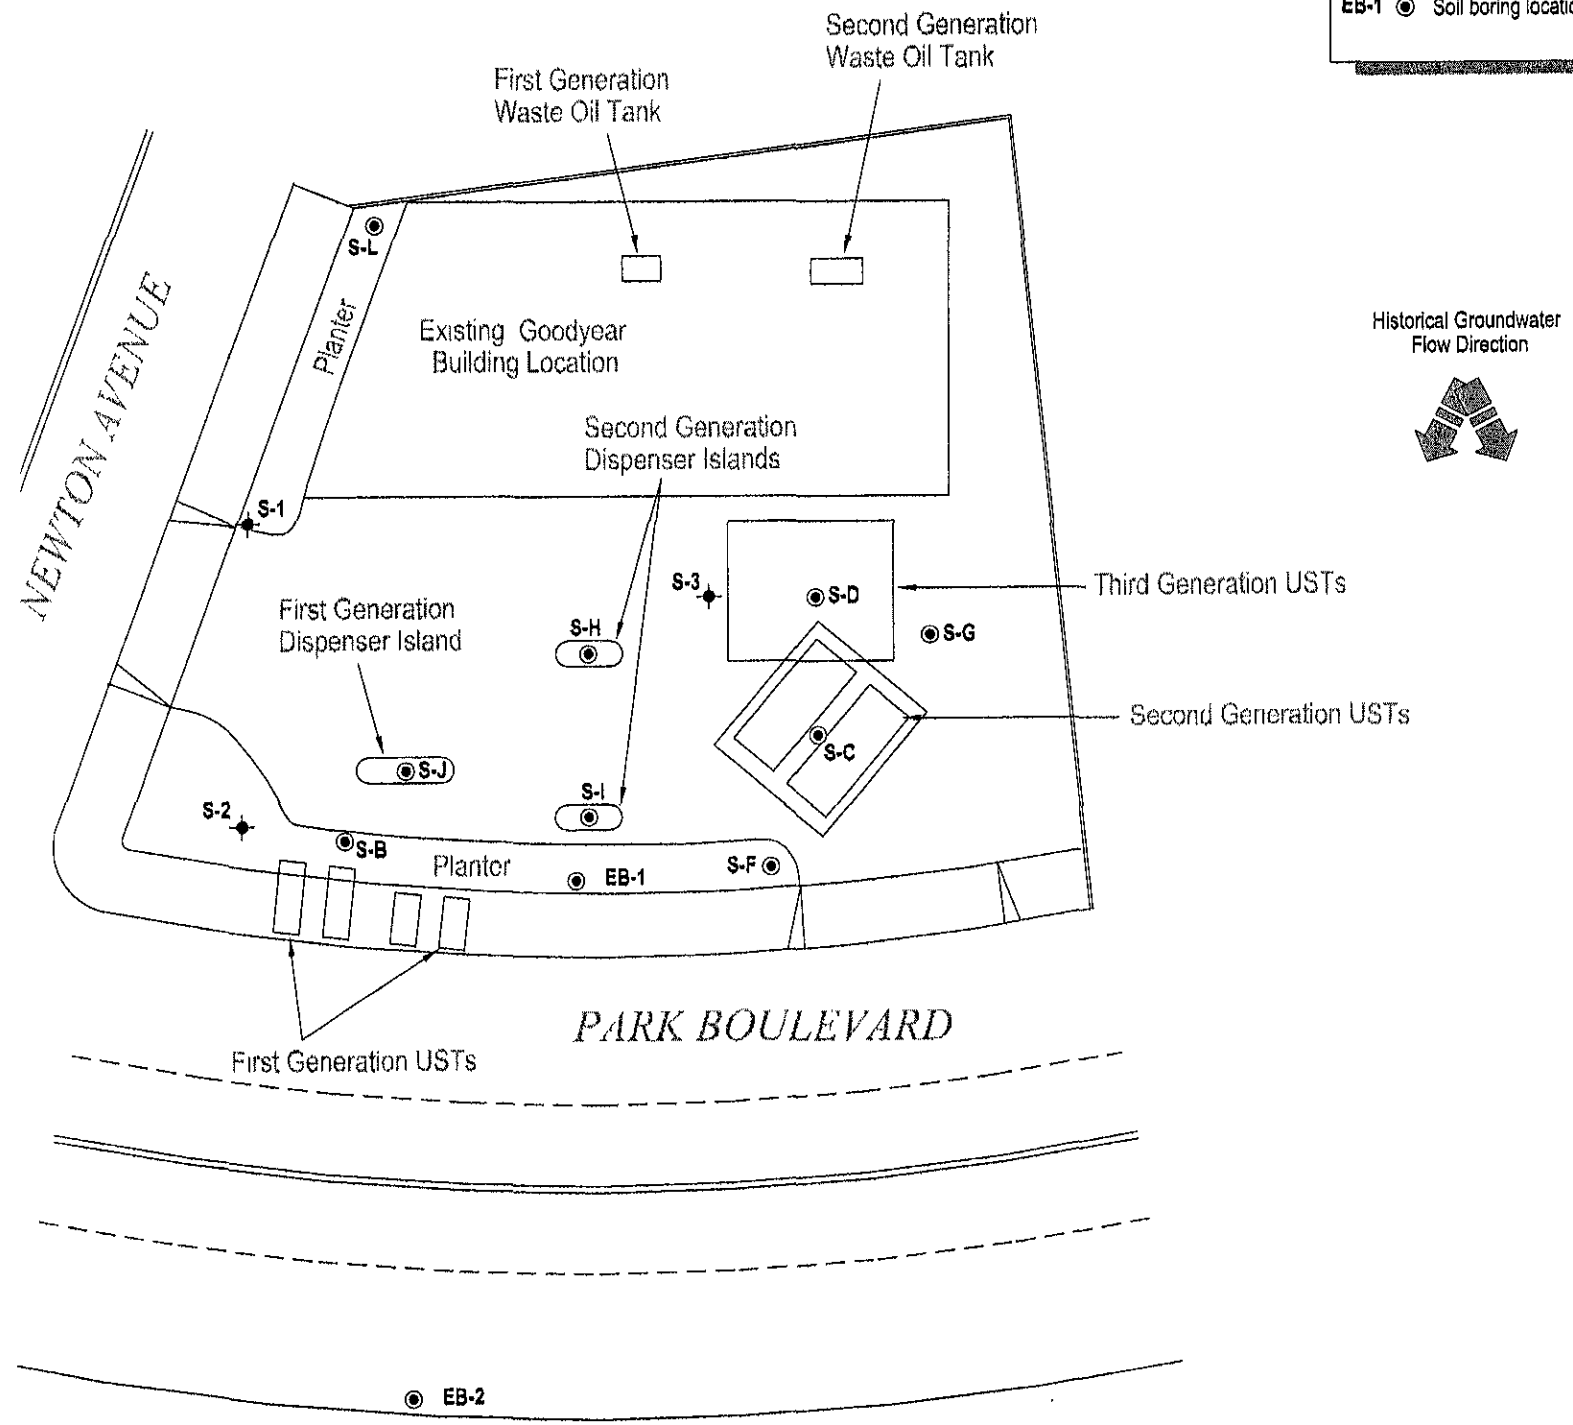 EB-1 Soil boring locatio
Second Generation
Waste Oil Tank
First Generation
Waste Oil Tank
S-L
Planter
Existing Goodyear
Building Location
NEWTON AVENUE
Historical Groundwater
Flow Direction
Second Generation
Dispenser Islands
S-1
S-3
S-D
Third Generation USTs
First Generation
Dispenser Island
S-H
S-G
Second Generation USTs
S-C
S-J
S-I
S-2
S-B
Planter
EB-1
S-F
PARK BOULEVARD
First Generation USTs
EB-2